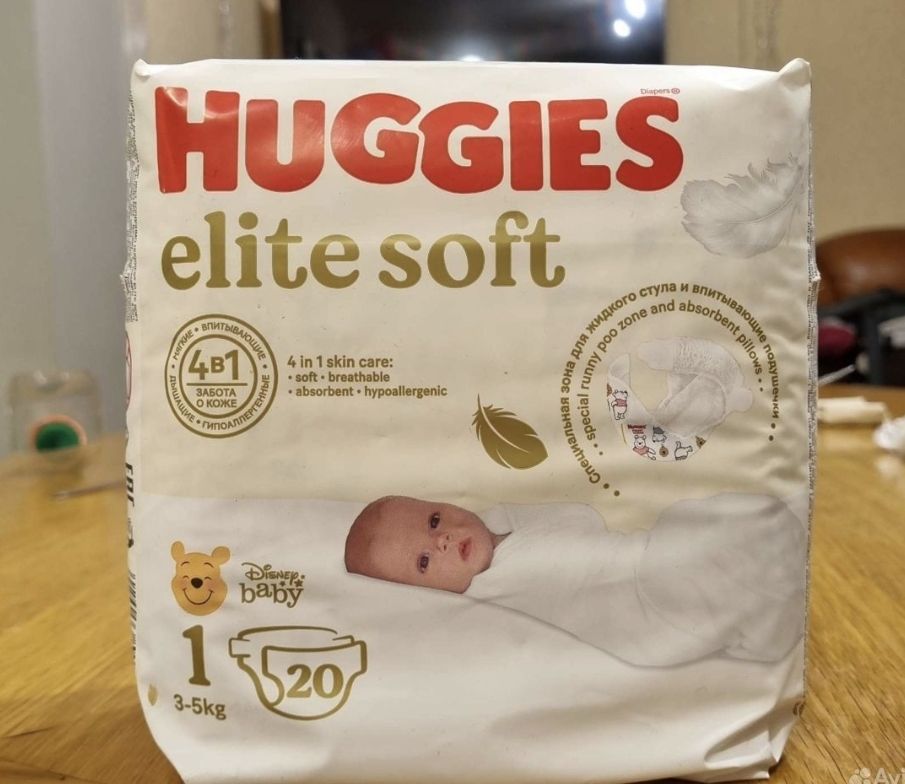 Diapers
HUGGIES
elite soft
МЯГКИЕ • ВПИТЫВАЮЩИЕ • ГИПОАЛЛЕРГЕННЫЕ • ДЫШАЩИЕ •
4в1
ЗАБОТА
О КОЖЕ
4 in 1 skin care:
• soft • breathable
• absorbent • hypoallergenic
Специальная зона для жидкого стула и впитывающие подушечки
special runny poo zone and absorbent pillows
Huggies
Disney
baby
1
3-5kg
20
EAC